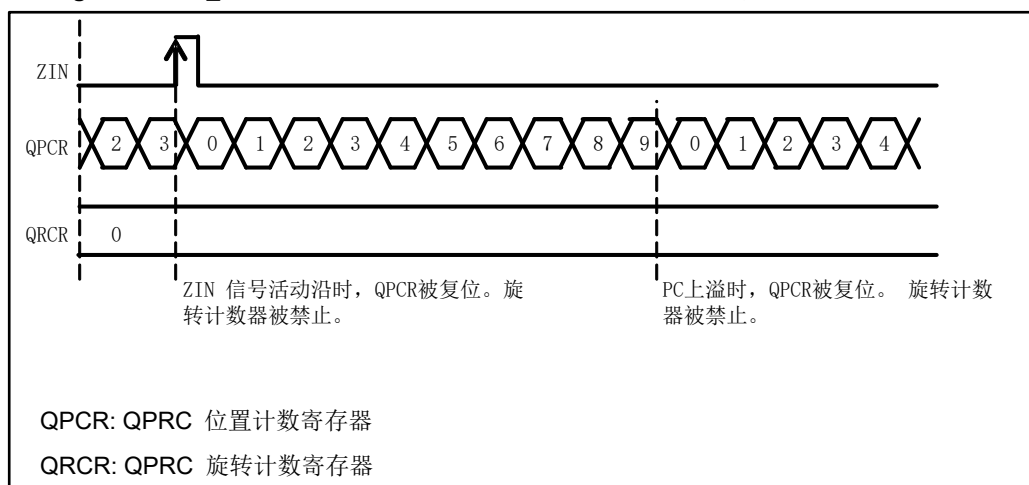 ZIN
QPCR 2 3 0 1 2 3 4 5 6 7 8 9 0 1 2 3 4
QRCR 0
ZIN 信号活动沿时，QPCR被复位。旋
转计数器被禁止。
PC上溢时，QPCR被复位。 旋转计数
器被禁止。
QPCR: QPRC 位置计数寄存器
QRCR: QPRC 旋转计数寄存器